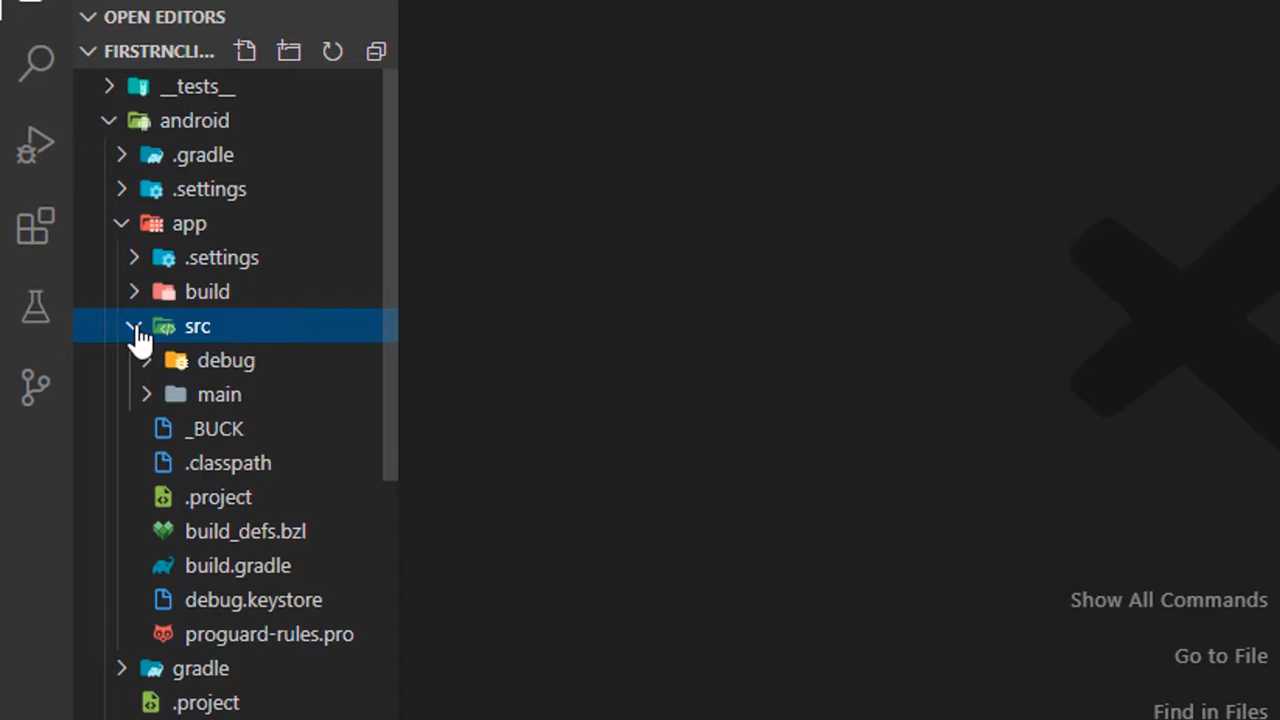 OPEN EDITORS
FIRSTRNCLI...
__tests__
android
.gradle
.settings
app
.settings
build
src
debug
main
_BUCK
.classpath
.project
build_defs.bzl
build.gradle
debug.keystore
proguard-rules.pro
gradle
.project
Show All Commands
Go to File
Find in Files